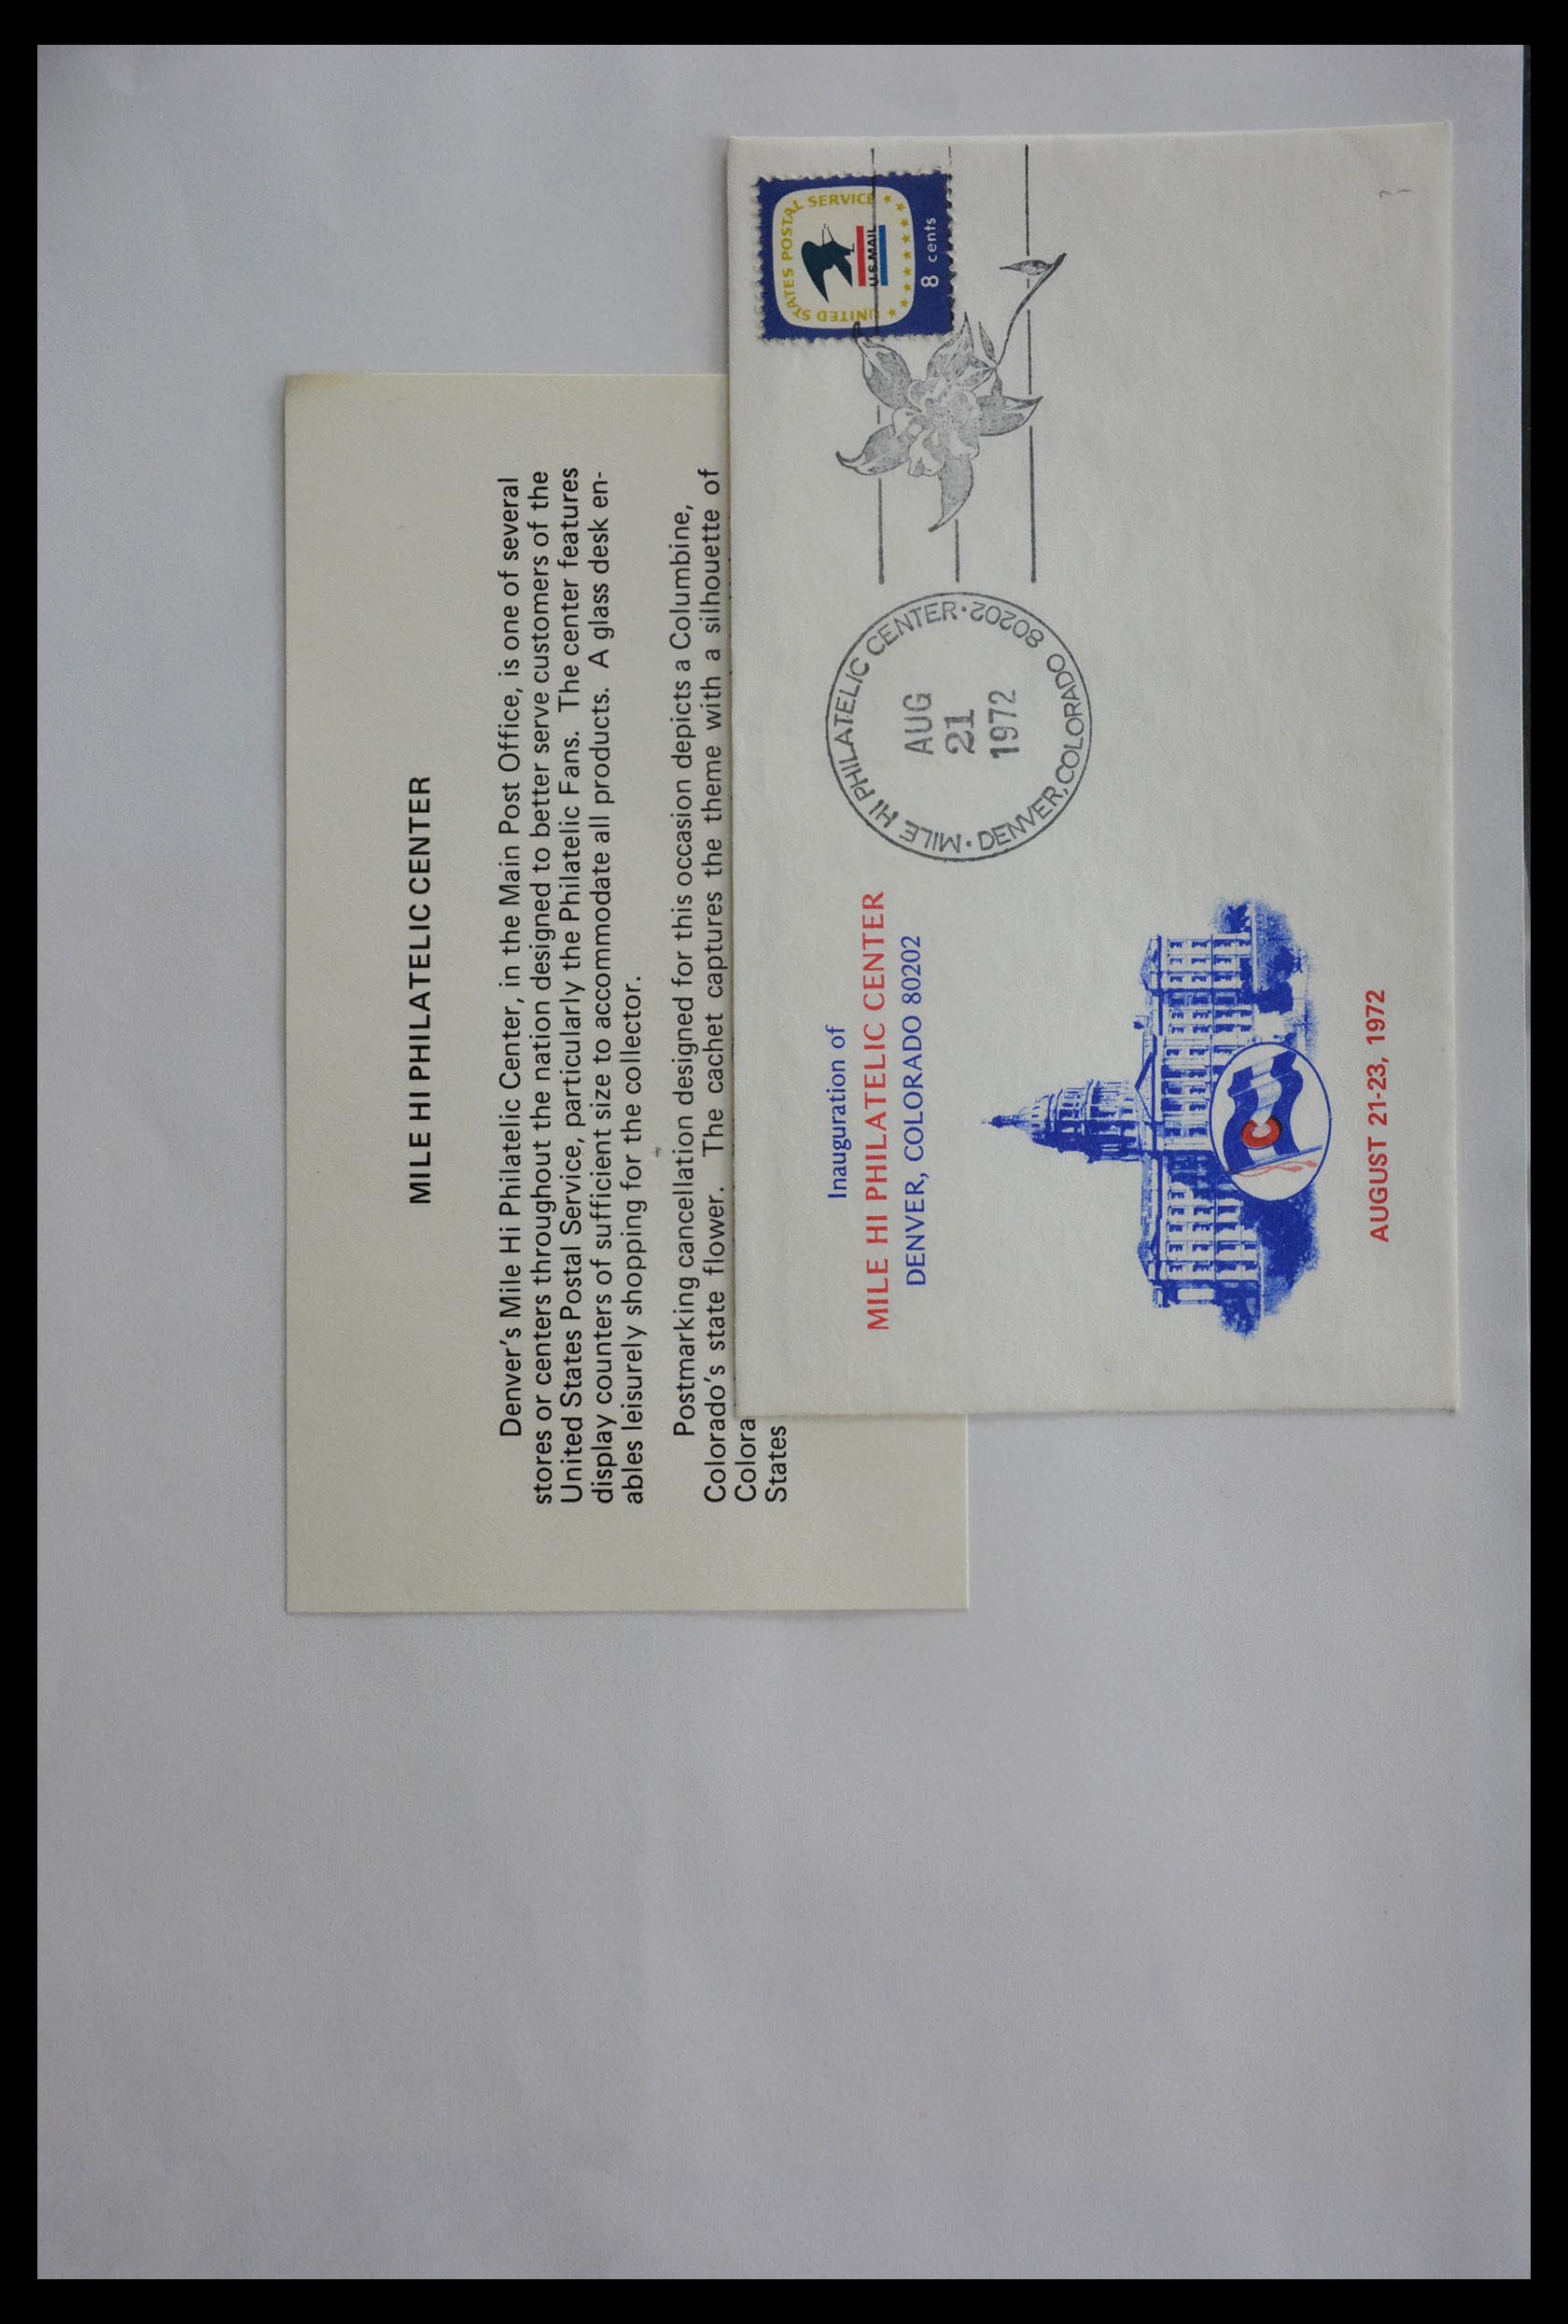 MILE HI PHILATELIC CENTER
Denver's Mile Hi Philatelic Center, in the Main Post Office, is one of several
stores or centers throughout the nation designed to better serve customers of the
United States Postal Service, particularly the Philatelic Fans. The center features
display counters of sufficient size to accommodate all products. A glass desk en-
ables leisurely shopping for the collector.
Postmarking cancellation designed for this occasion depicts a Columbine,
Colorado's state flower. The cachet captures the theme with a silhouette of
Colora
States
UNITED STATES POSTAL SERVICE
U.S.MAIL
8 cents
MILE HI PHILATELIC CENTER · 80202
AUG
21
1972
· DENVER, COLORADO
Inauguration of
MILE HI PHILATELIC CENTER
DENVER, COLORADO 80202
C
AUGUST 21-23, 1972